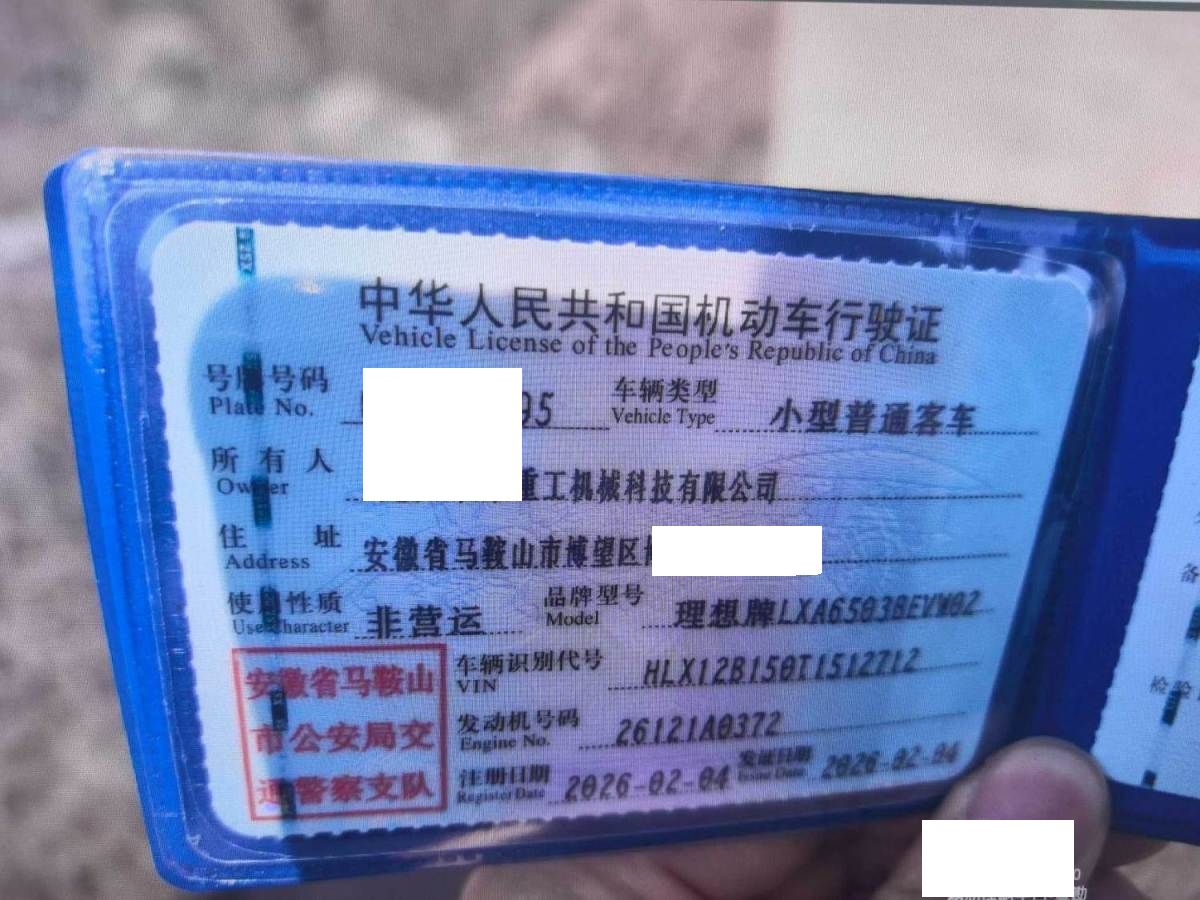 中华人民共和国机动车行驶证
Vehicle License of the People's Republic of China
号牌号码 95 车辆类型 小型普通客车
Plate No. Vehicle Type
所有人 重工机械科技有限公司
Owner
住址 安徽省马鞍山市博望区
Address
使用性质 非营运 品牌型号 理想牌LXA6503BEVM02
Use Character Model
车辆识别代号 HLX12B150T1512712
VIN
发动机号码 26121A0372
Engine No.
注册日期 2026-02-04 发证日期 2026-02-04
Register Date Issue Date
安徽省马鞍山
市公安局交
通警察支队
备
检验